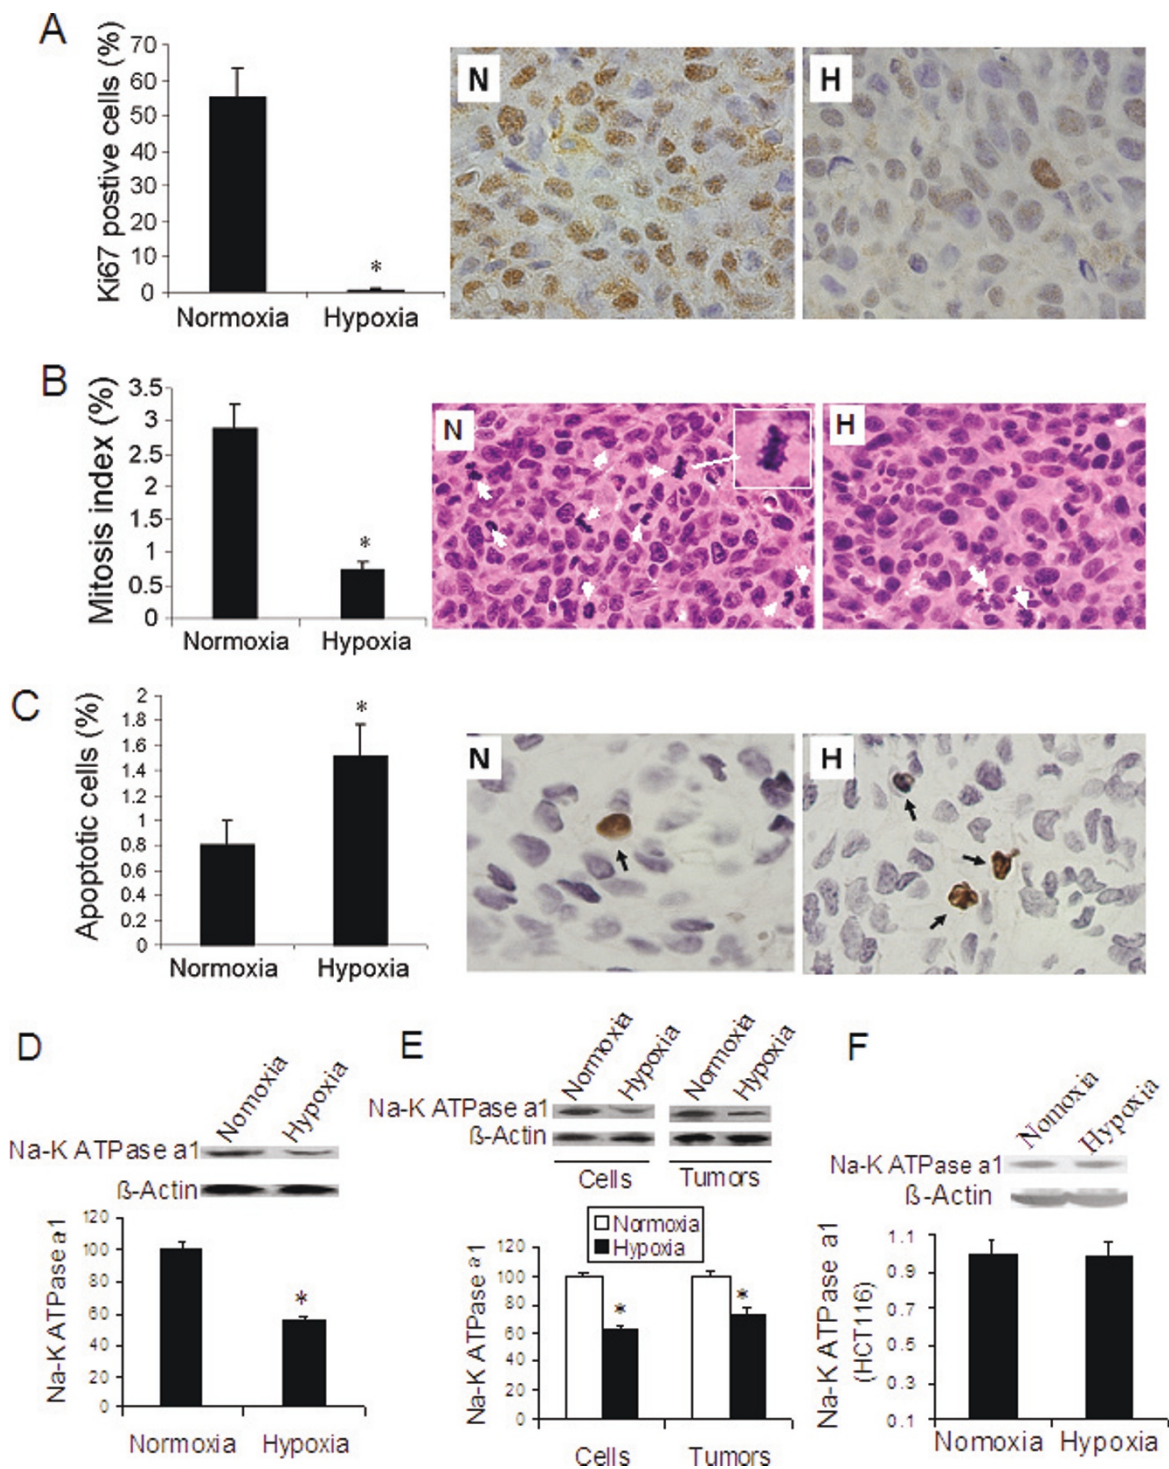 A
Ki67 postive cells (%)
70
60
50
40
30
20
10
0
*
Normoxia Hypoxia
N
H
B
Mitosis index (%)
3.5
3
2.5
2
1.5
1
0.5
0
*
Normoxia Hypoxia
N
H
C
Apoptotic cells (%)
2
1.8
1.6
1.4
1.2
1
0.8
0.6
0.4
0.2
0
*
Normoxia Hypoxia
N
H
D
Nomoxia Hypoxia
Na-K ATPase a1
ß-Actin
Na-K ATPase a1
120
100
80
60
40
20
0
*
Normoxia Hypoxia
E
Normoxia Hypoxia Normoxia Hypoxia
Na-K ATPase a1
ß-Actin
Cells Tumors
Normoxia
Hypoxia
Na-K ATPase a1
120
100
80
60
40
20
0
* *
Cells Tumors
F
Nomoxia Hypoxia
Na-K ATPase a1
ß-Actin
Na-K ATPase a1
(HCT116)
1.1
0.9
0.7
0.5
0.3
0.1
Nomoxia Hypoxia